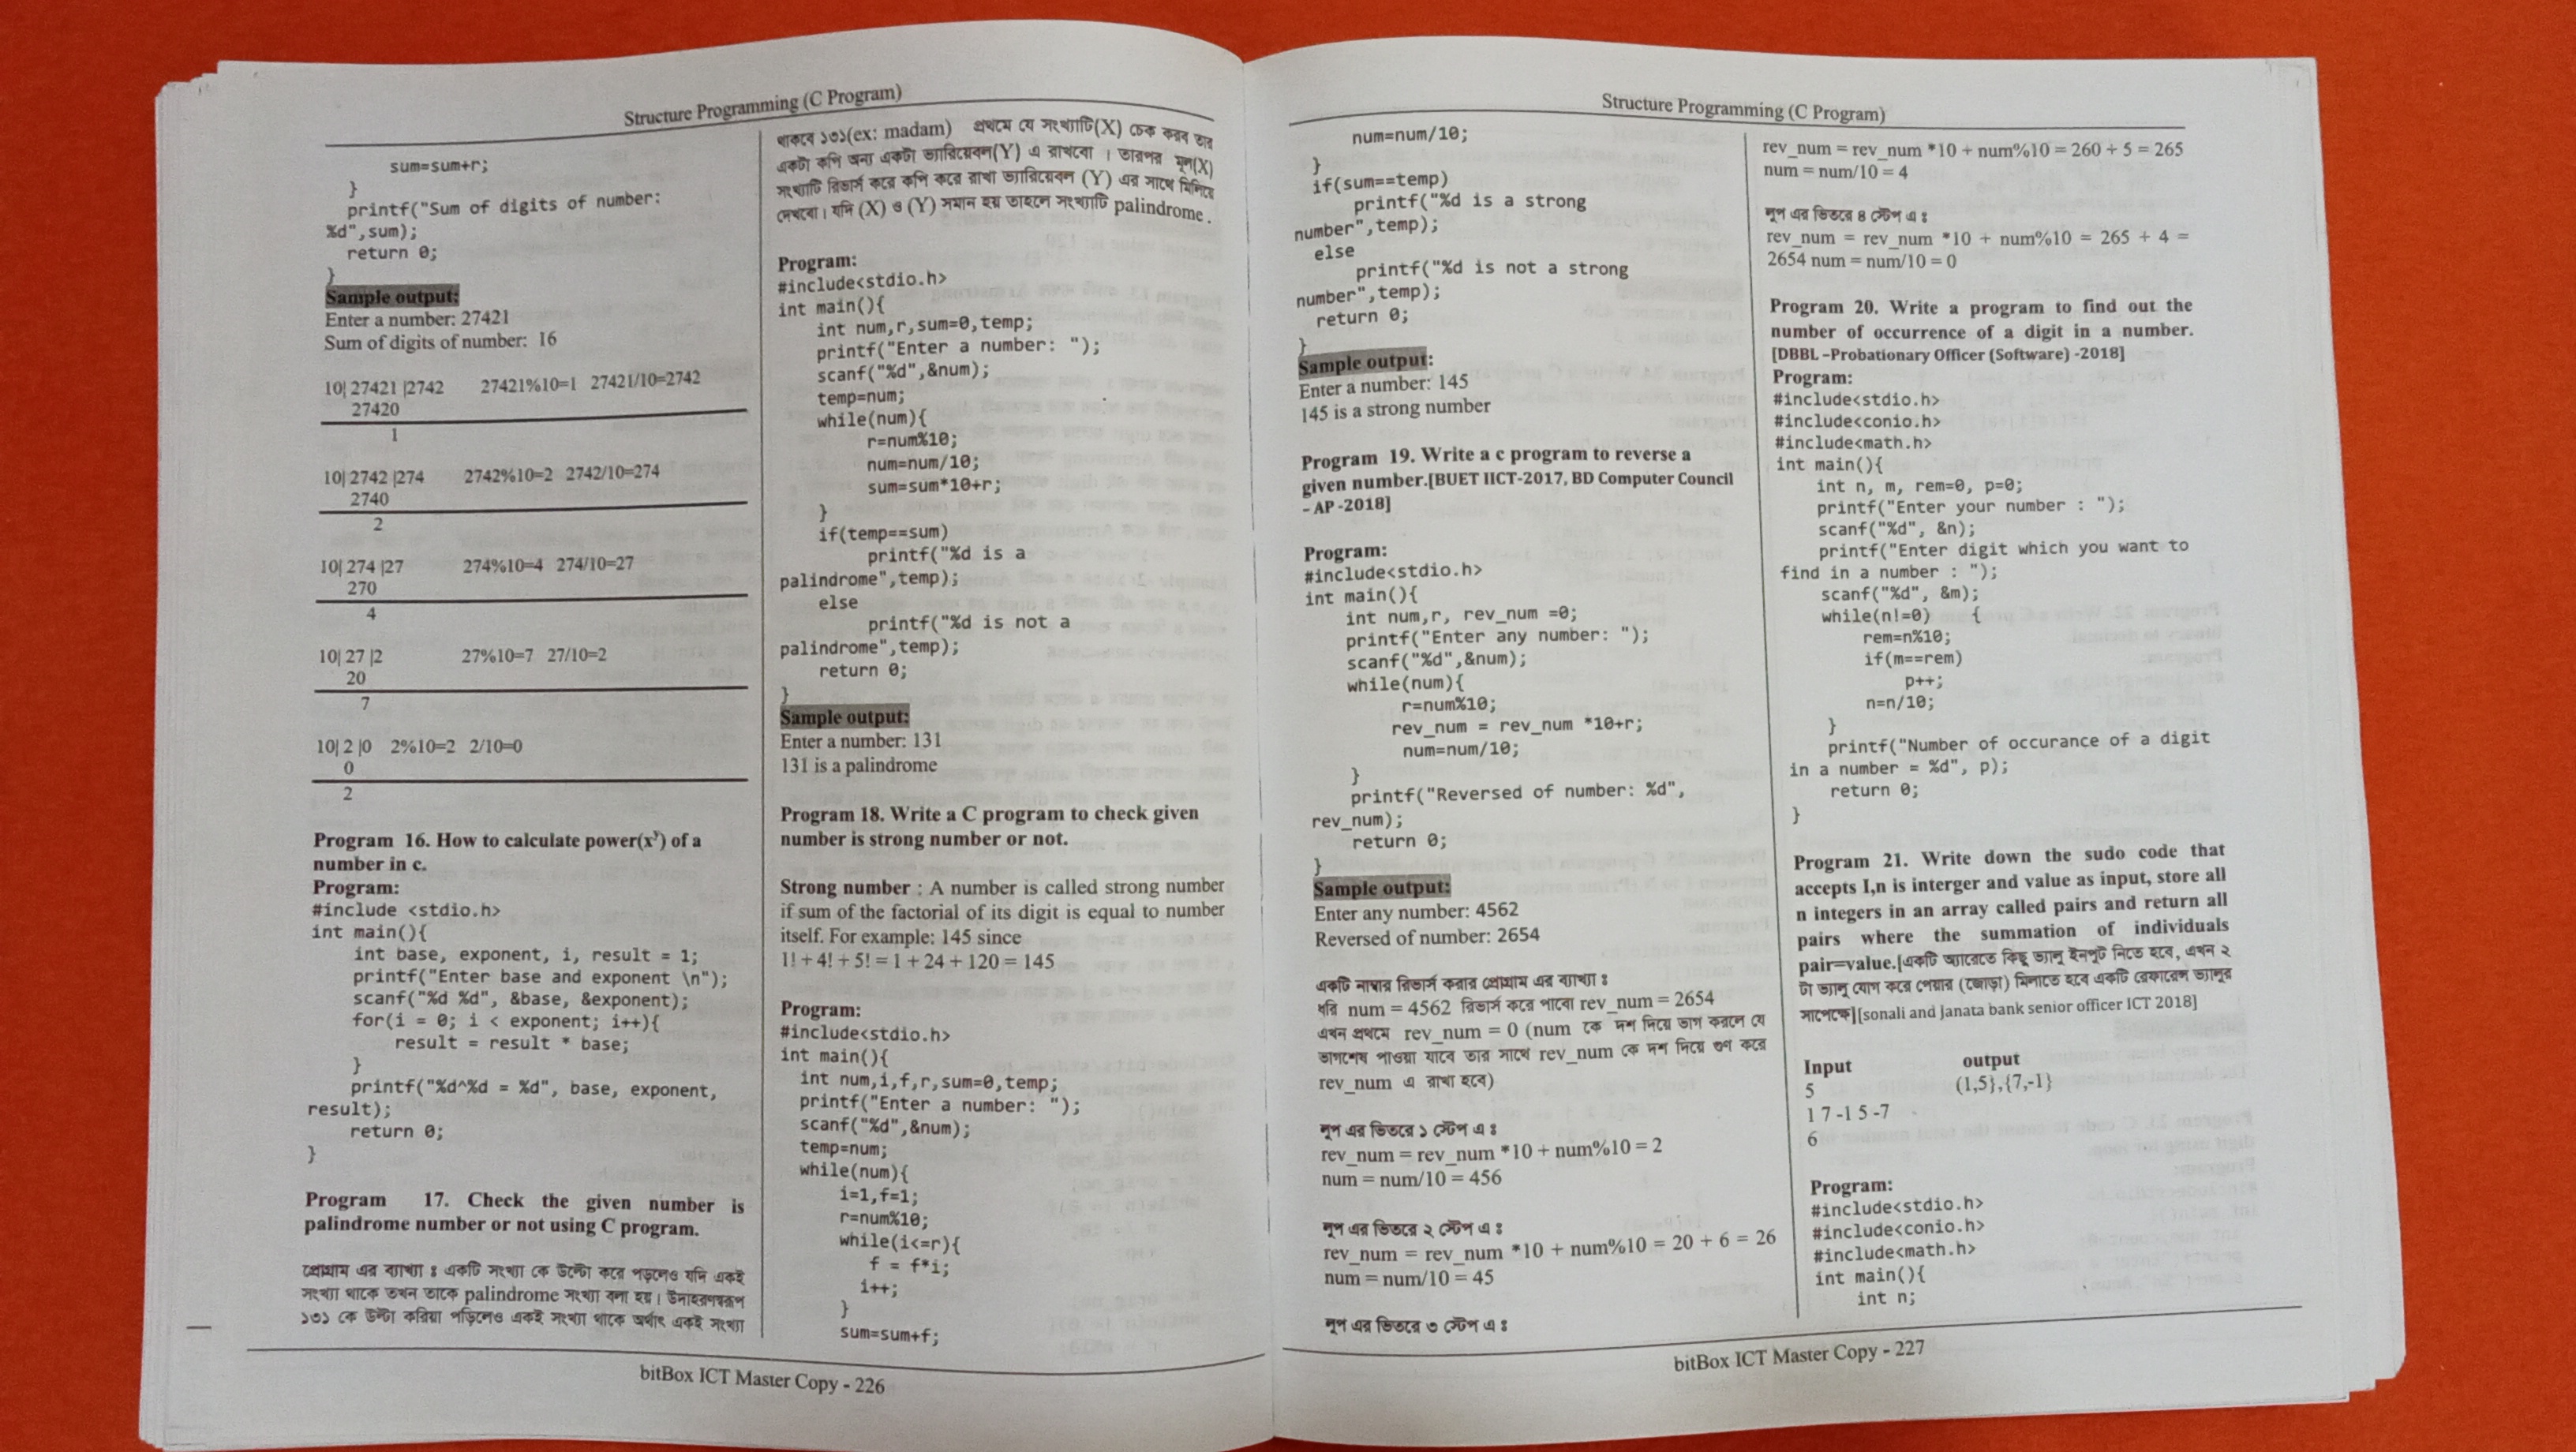 Structure Programming (C Program)
sum=sum+r;
}
printf("Sum of digits of number:
%d",sum);
return 0;
}
Sample output:
Enter a number: 27421
Sum of digits of number: 16
10| 27421 |2742 27421%10=1 27421/10=2742
27420
1
10| 2742 |274 2742%10=2 2742/10=274
2740
2
10| 274 |27 274%10=4 274/10=27
270
4
10| 27 |2 27%10=7 27/10=2
20
7
10| 2 |0 2%10=2 2/10=0
0
2
Program 16. How to calculate power(xʸ) of a
number in c.
Program:
#include <stdio.h>
int main(){
int base, exponent, i, result = 1;
printf("Enter base and exponent \n");
scanf("%d %d", &base, &exponent);
for(i = 0; i < exponent; i++){
result = result * base;
}
printf("%d^%d = %d", base, exponent,
result);
return 0;
}
Program 17. Check the given number is
palindrome number or not using C program.
প্রোগ্রাম এর ব্যাখ্যা ঃ একটি সংখ্যা কে উল্টো করে পড়লেও যদি একই
সংখ্যা থাকে তখন তাকে palindrome সংখ্যা বলা হয়। উদাহরণস্বরূপ
১৩১ কে উল্টা করিয়া পড়িলেও একই সংখ্যা থাকে অর্থাৎ একই সংখ্যা
থাকবে ১৩১(ex: madam) প্রথমে যে সংখ্যাটি(X) চেক করব তার
একটা কপি অন্য একটা ভ্যারিয়েবল(Y) এ রাখবো । তারপর মূল(X)
সংখ্যাটি রিভার্স করে কপি করে রাখা ভ্যারিয়েবল (Y) এর সাথে মিলিয়ে
দেখবো। যদি (X) ও (Y) সমান হয় তাহলে সংখ্যাটি palindrome .
Program:
#include<stdio.h>
int main(){
int num,r,sum=0,temp;
printf("Enter a number: ");
scanf("%d",&num);
temp=num;
while(num){
r=num%10;
num=num/10;
sum=sum*10+r;
}
if(temp==sum)
printf("%d is a
palindrome",temp);
else
printf("%d is not a
palindrome",temp);
return 0;
}
Sample output:
Enter a number: 131
131 is a palindrome
Program 18. Write a C program to check given
number is strong number or not.
Strong number : A number is called strong number
if sum of the factorial of its digit is equal to number
itself. For example: 145 since
1! + 4! + 5! = 1 + 24 + 120 = 145
Program:
#include<stdio.h>
int main(){
int num,i,f,r,sum=0,temp;
printf("Enter a number: ");
scanf("%d",&num);
temp=num;
while(num){
i=1,f=1;
r=num%10;
while(i<=r){
f = f*i;
i++;
}
sum=sum+f;
bitBox ICT Master Copy - 226
Structure Programming (C Program)
num=num/10;
}
if(sum==temp)
printf("%d is a strong
number",temp);
else
printf("%d is not a strong
number",temp);
return 0;
}
Sample output:
Enter a number: 145
145 is a strong number
Program 19. Write a c program to reverse a
given number.[BUET IICT-2017, BD Computer Council
– AP -2018]
Program:
#include<stdio.h>
int main(){
int num,r, rev_num =0;
printf("Enter any number: ");
scanf("%d",&num);
while(num){
r=num%10;
rev_num = rev_num *10+r;
num=num/10;
}
printf("Reversed of number: %d",
rev_num);
return 0;
}
Sample output:
Enter any number: 4562
Reversed of number: 2654
একটি নাম্বার রিভার্স করার প্রোগ্রাম এর ব্যাখ্যা ঃ
ধরি num = 4562 রিভার্স করে পাবো rev_num = 2654
এখন প্রথমে rev_num = 0 (num কে দশ দিয়ে ভাগ করলে যে
ভাগশেষ পাওয়া যাবে তার সাথে rev_num কে দশ দিয়ে গুণ করে
rev_num এ রাখা হবে)
লুপ এর ভিতরে ১ স্টেপ এ ঃ
rev_num = rev_num *10 + num%10 = 2
num = num/10 = 456
লুপ এর ভিতরে ২ স্টেপ এ ঃ
rev_num = rev_num *10 + num%10 = 20 + 6 = 26
num = num/10 = 45
লুপ এর ভিতরে ৩ স্টেপ এ ঃ
rev_num = rev_num *10 + num%10 = 260 + 5 = 265
num = num/10 = 4
লুপ এর ভিতরে ৪ স্টেপ এ ঃ
rev_num = rev_num *10 + num%10 = 265 + 4 =
2654 num = num/10 = 0
Program 20. Write a program to find out the
number of occurrence of a digit in a number.
[DBBL –Probationary Officer (Software) -2018]
Program:
#include<stdio.h>
#include<conio.h>
#include<math.h>
int main(){
int n, m, rem=0, p=0;
printf("Enter your number : ");
scanf("%d", &n);
printf("Enter digit which you want to
find in a number : ");
scanf("%d", &m);
while(n!=0) {
rem=n%10;
if(m==rem)
p++;
n=n/10;
}
printf("Number of occurance of a digit
in a number = %d", p);
return 0;
}
Program 21. Write down the sudo code that
accepts I,n is interger and value as input, store all
n integers in an array called pairs and return all
pairs where the summation of individuals
pair=value.[একটি অ্যারেতে কিছু ভ্যালু ইনপুট নিতে হবে, এখন ২
টা ভ্যালু যোগ করে পেয়ার (জোড়া) মিলাতে হবে একটি রেফারেন্স ভ্যালুর
সাপেক্ষে][sonali and Janata bank senior officer ICT 2018]
Input output
5 (1,5},{7,-1}
1 7 -1 5 -7
6
Program:
#include<stdio.h>
#include<conio.h>
#include<math.h>
int main(){
int n;
bitBox ICT Master Copy - 227